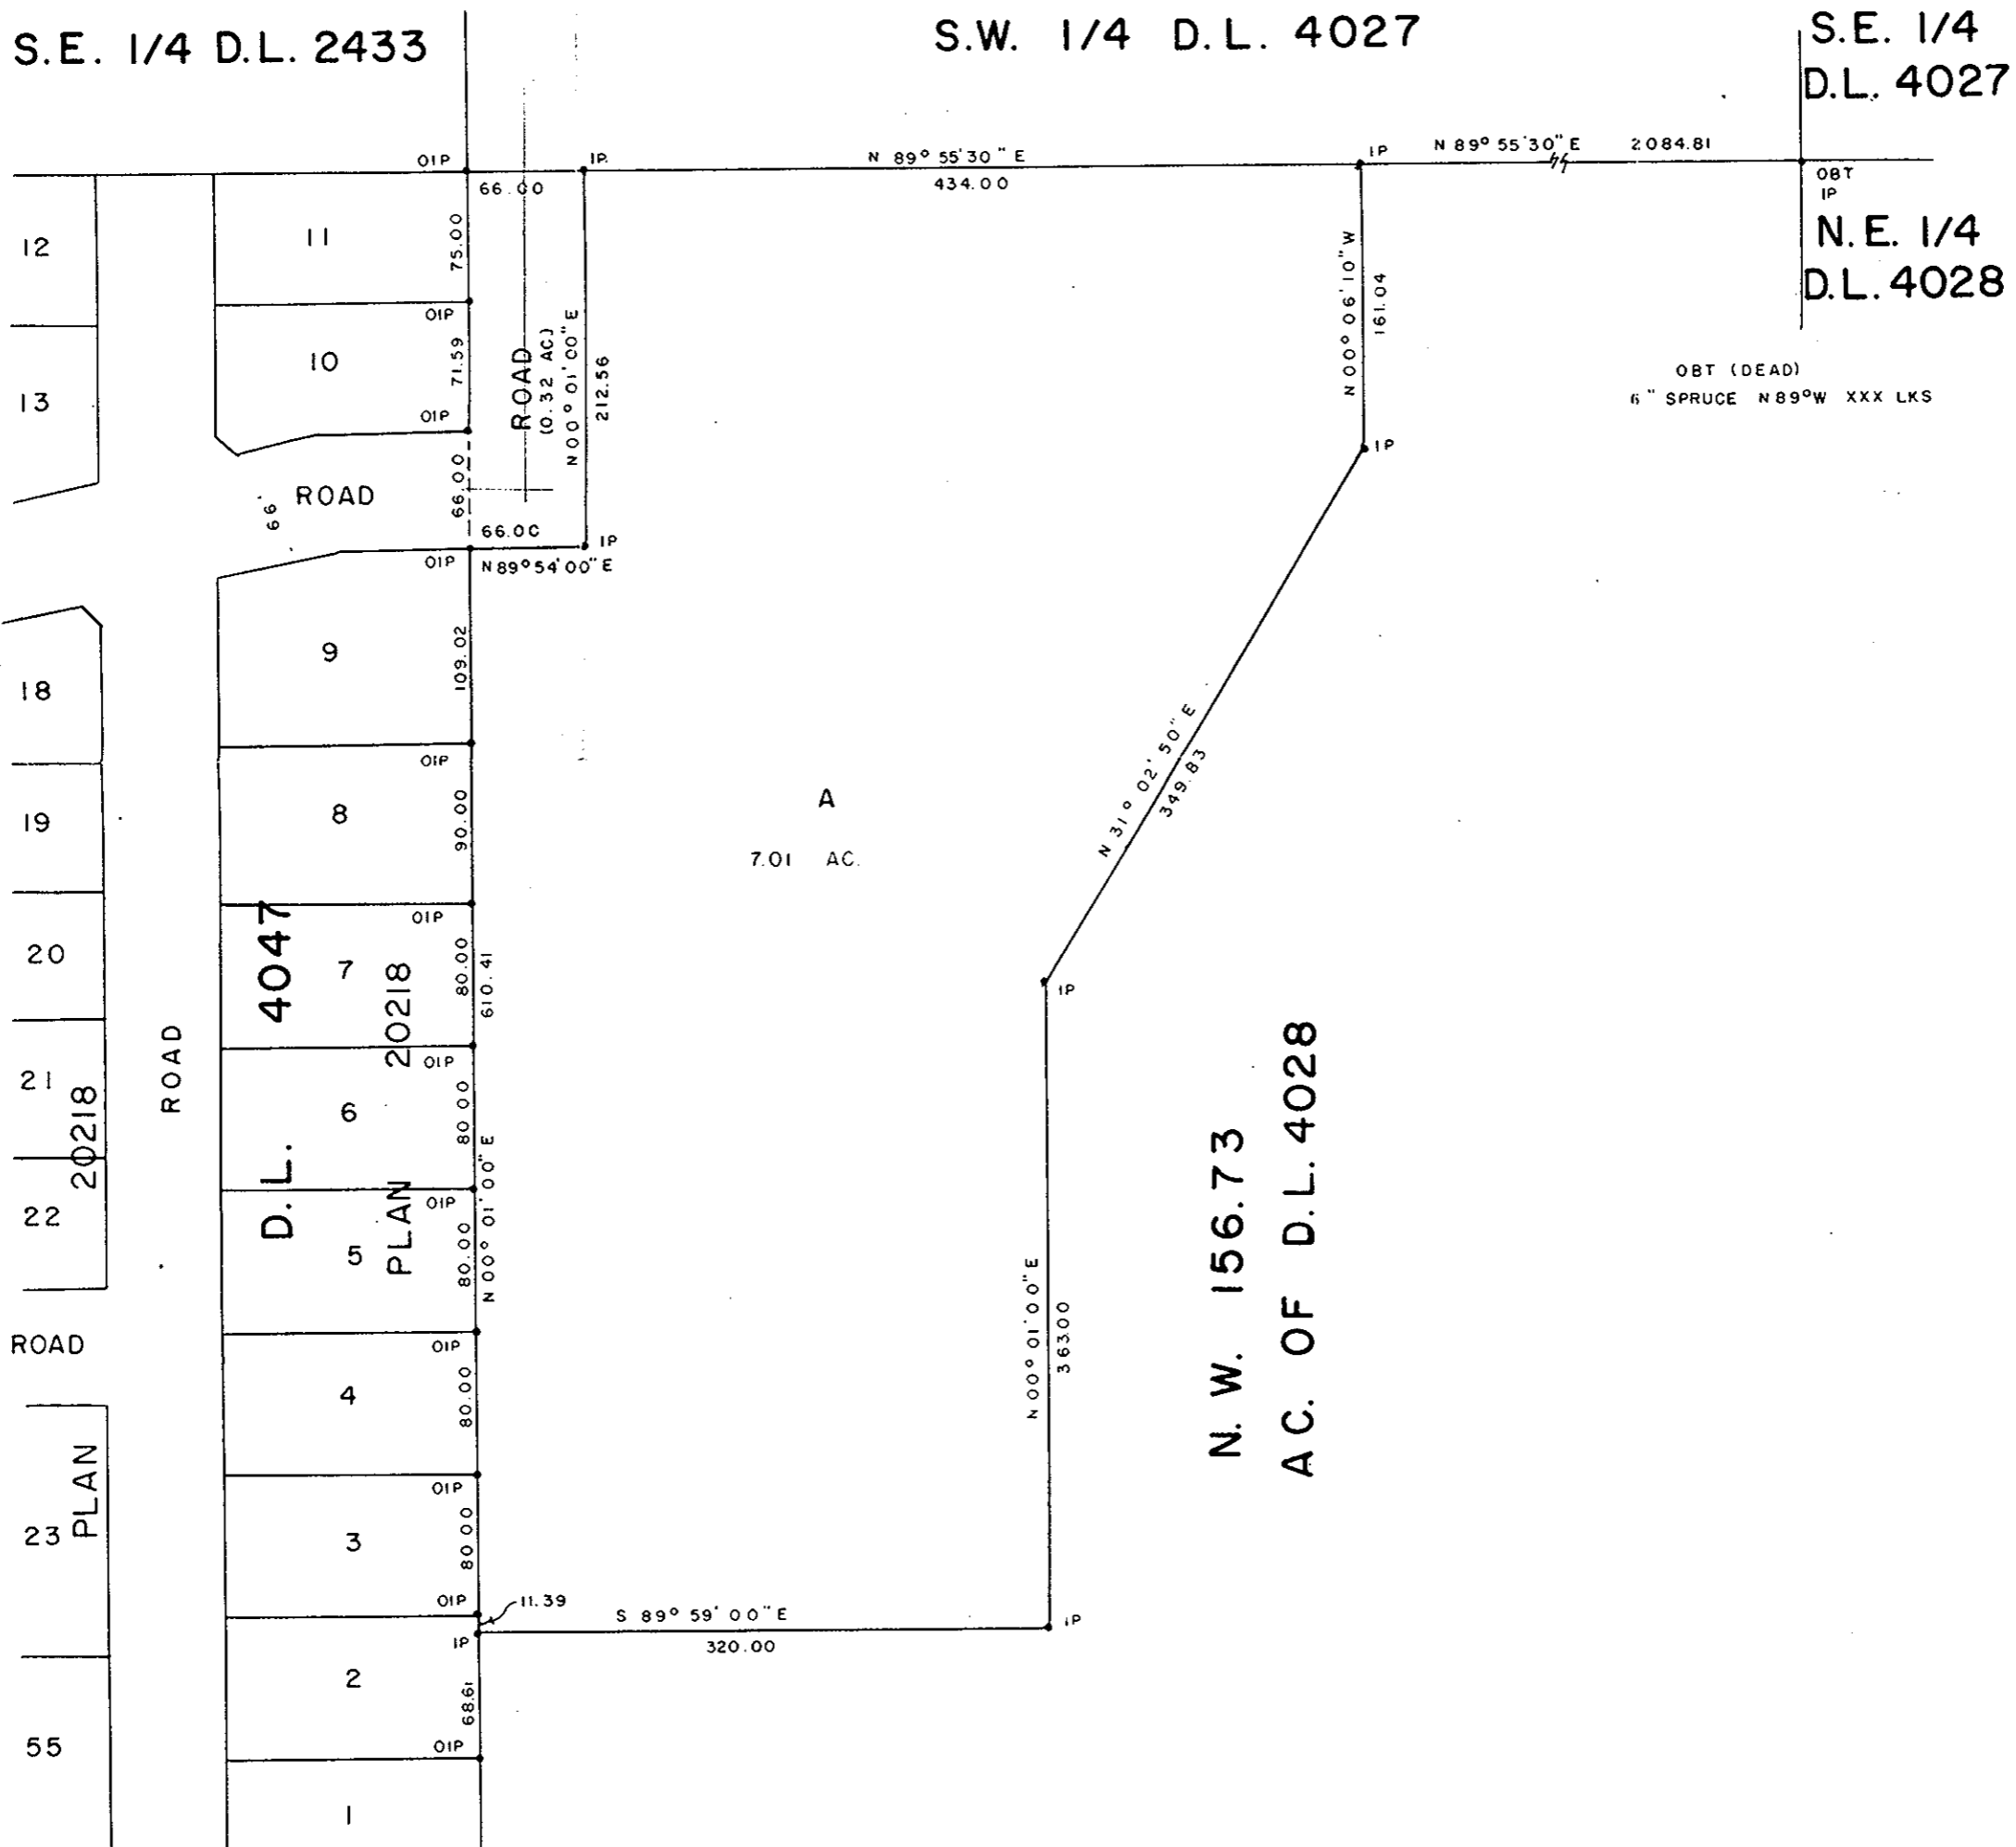 S.E. 1/4 D.L. 2433
S.W. 1/4 D.L. 4027
S.E. 1/4
D.L. 4027
OIP
IP.
N 89° 55' 30" E
IP
N 89° 55' 30" E
2084.81
66.00
434.00
OBT
IP
N.E. 1/4
D.L. 4028
12
11
75.00
OIP
10
71.59
13
OIP
ROAD
(0.32 AC.)
N 00° 01' 00" E
212.56
N 00° 06' 10" W
161.04
OBT (DEAD)
6" SPRUCE N 89° W XXX LKS
IP
66'
ROAD
66.00
66.00
IP
OIP
N 89° 54' 00" E
9
109.02
18
OIP
N 31° 02' 50" E
349.83
19
8
90.00
A
7.01 AC.
OIP
20
7
80.00
610.41
D.L. 4047
PLAN 20218
IP
21
ROAD
OIP
6
80.00
PLAN 20218
N 00° 01' 00" E
22
OIP
5
80.00
N 00° 01' 00" E
363.00
N.W. 156.73
AC. OF D.L. 4028
ROAD
OIP
4
80.00
OIP
23
3
80.00
OIP
11.39
S 89° 59' 00" E
IP
IP
320.00
2
68.61
55
OIP
1